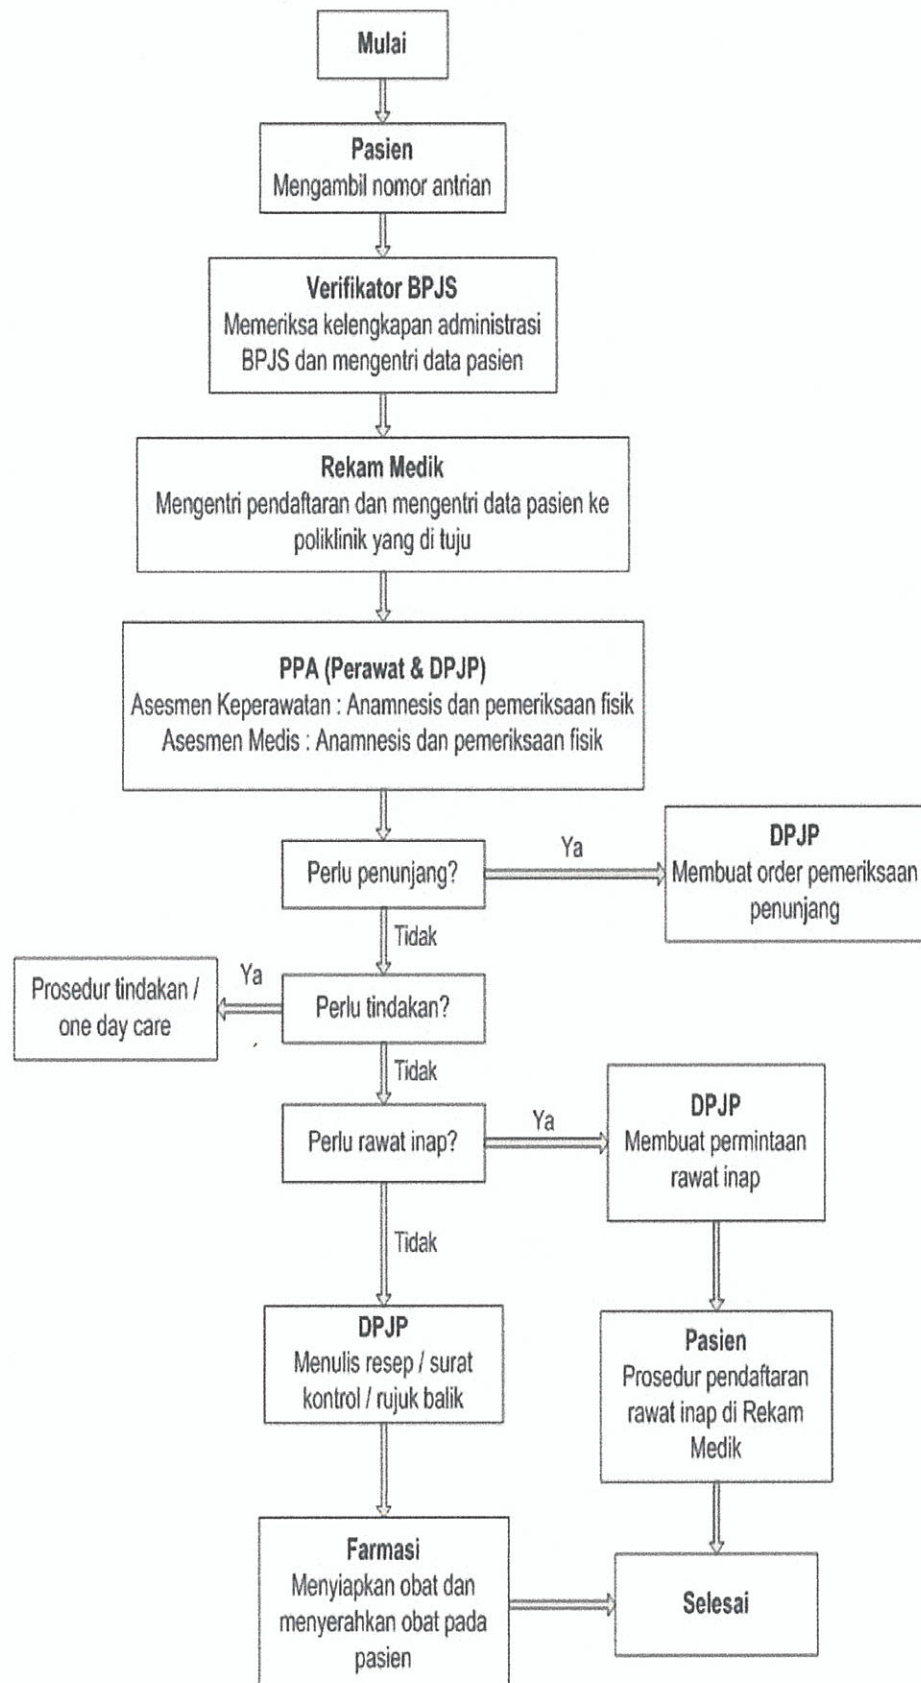 Mulai
Pasien
Mengambil nomor antrian
Verifikator BPJS
Memeriksa kelengkapan administrasi
BPJS dan mengentri data pasien
Rekam Medik
Mengentri pendaftaran dan mengentri data pasien ke
poliklinik yang di tuju
PPA (Perawat & DPJP)
Asesmen Keperawatan : Anamnesis dan pemeriksaan fisik
Asesmen Medis : Anamnesis dan pemeriksaan fisik
Perlu penunjang?
Ya
DPJP
Membuat order pemeriksaan
penunjang
Tidak
Prosedur tindakan /
one day care
Ya
Perlu tindakan?
Tidak
Perlu rawat inap?
Ya
DPJP
Membuat permintaan
rawat inap
Tidak
DPJP
Menulis resep / surat
kontrol / rujuk balik
Pasien
Prosedur pendaftaran
rawat inap di Rekam
Medik
Farmasi
Menyiapkan obat dan
menyerahkan obat pada
pasien
Selesai